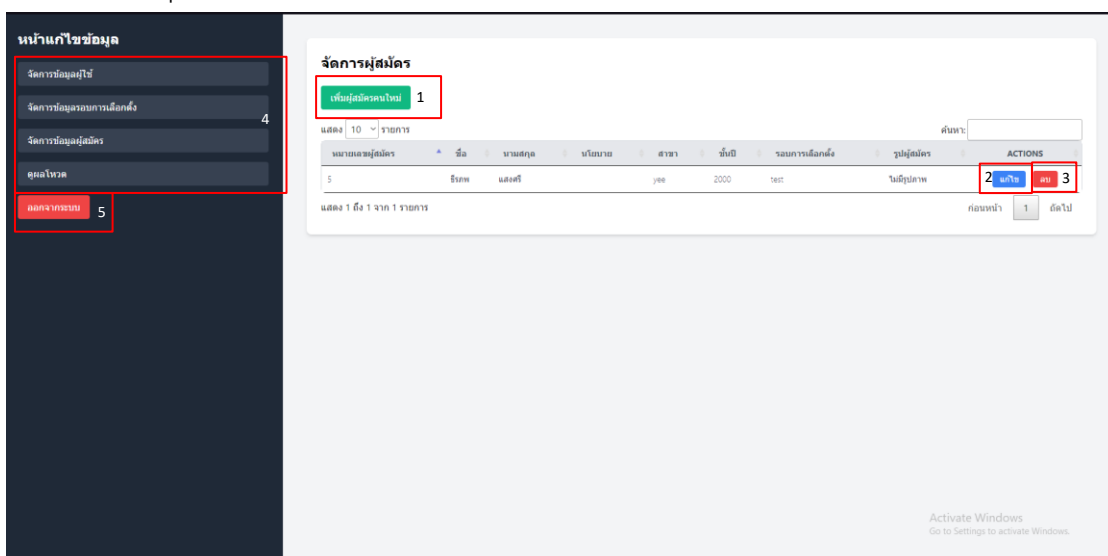 หน้าแก้ไขข้อมูล
จัดการข้อมูลผู้ใช้
จัดการข้อมูลรอบการเลือกตั้ง
4
จัดการข้อมูลผู้สมัคร
ดูผลโหวต
ออกจากระบบ 5
จัดการผู้สมัคร
เพิ่มผู้สมัครคนใหม่ 1
แสดง 10 รายการ ค้นหา:
หมายเลขผู้สมัคร ชื่อ นามสกุล นโยบาย สาขา ชั้นปี รอบการเลือกตั้ง รูปผู้สมัคร ACTIONS
5 ธีรภพ แสงศรี yee 2000 test ไม่มีรูปภาพ 2 แก้ไข ลบ 3
แสดง 1 ถึง 1 จาก 1 รายการ ก่อนหน้า 1 ถัดไป
Activate Windows
Go to Settings to activate Windows.